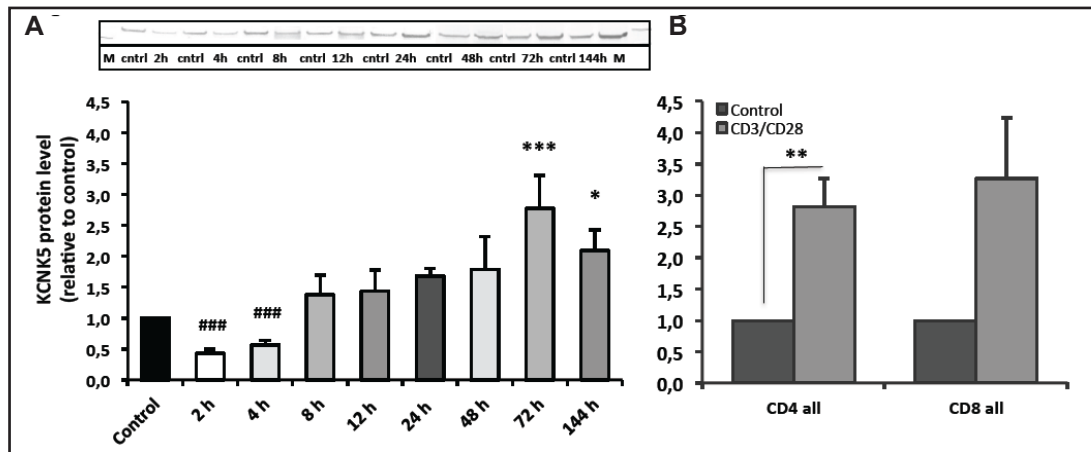 A
M cntrl 2h cntrl 4h cntrl 8h cntrl 12h cntrl 24h cntrl 48h cntrl 72h cntrl 144h M
KCNK5 protein level
(relative to control)
4,5
4,0
3,5
3,0
2,5
2,0
1,5
1,0
0,5
0,0
###
###
***
*
Control
2 h
4 h
8 h
12 h
24 h
48 h
72 h
144 h
B
4,5
4,0
3,5
3,0
2,5
2,0
1,5
1,0
0,5
0,0
Control
CD3/CD28
**
CD4 all
CD8 all